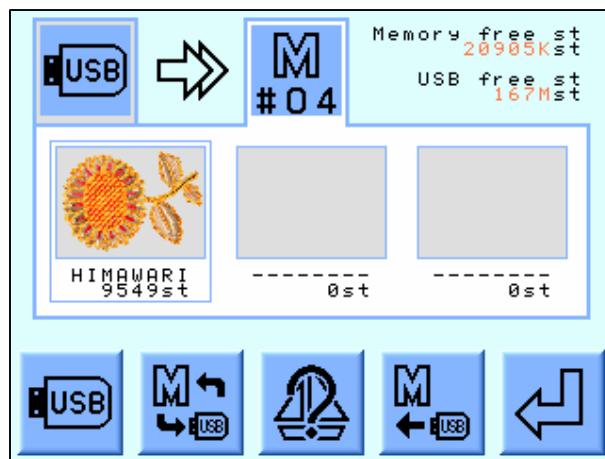 USB
M
#04
Memory free st
20905Kst
USB free st
167Mst
HIMAWARI
9549st
--------
0st
--------
0st
USB
M
USB
M
USB